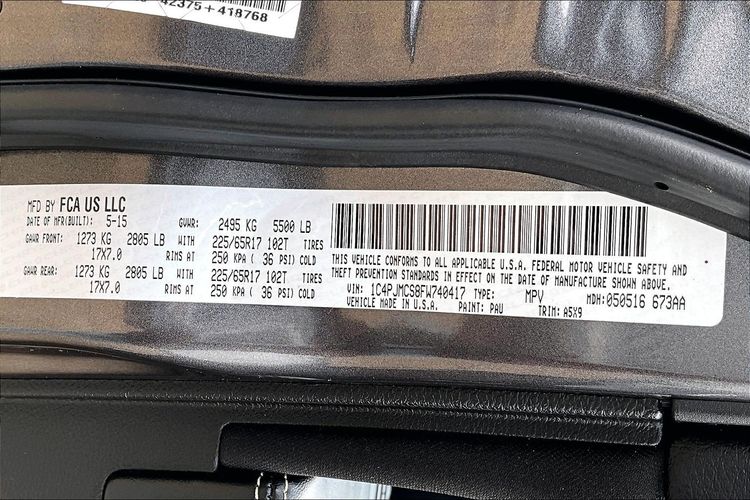 42375+418768
MFD BY FCA US LLC
DATE OF MFR(BUILT): 5-15 GVWR: 2495 KG 5500 LB
GAWR FRONT: 1273 KG 2805 LB WITH 225/65R17 102T TIRES
17X7.0 RIMS AT 250 KPA ( 36 PSI) COLD
GAWR REAR: 1273 KG 2805 LB WITH 225/65R17 102T TIRES
17X7.0 RIMS AT 250 KPA ( 36 PSI) COLD
THIS VEHICLE CONFORMS TO ALL APPLICABLE U.S.A. FEDERAL MOTOR VEHICLE SAFETY AND
THEFT PREVENTION STANDARDS IN EFFECT ON THE DATE OF MANUFACTURE SHOWN ABOVE.
VIN: 1C4PJMCS8FW740417 TYPE: MPV MDH: 050516 673AA
VEHICLE MADE IN U.S.A. PAINT: PAU TRIM: A5X9